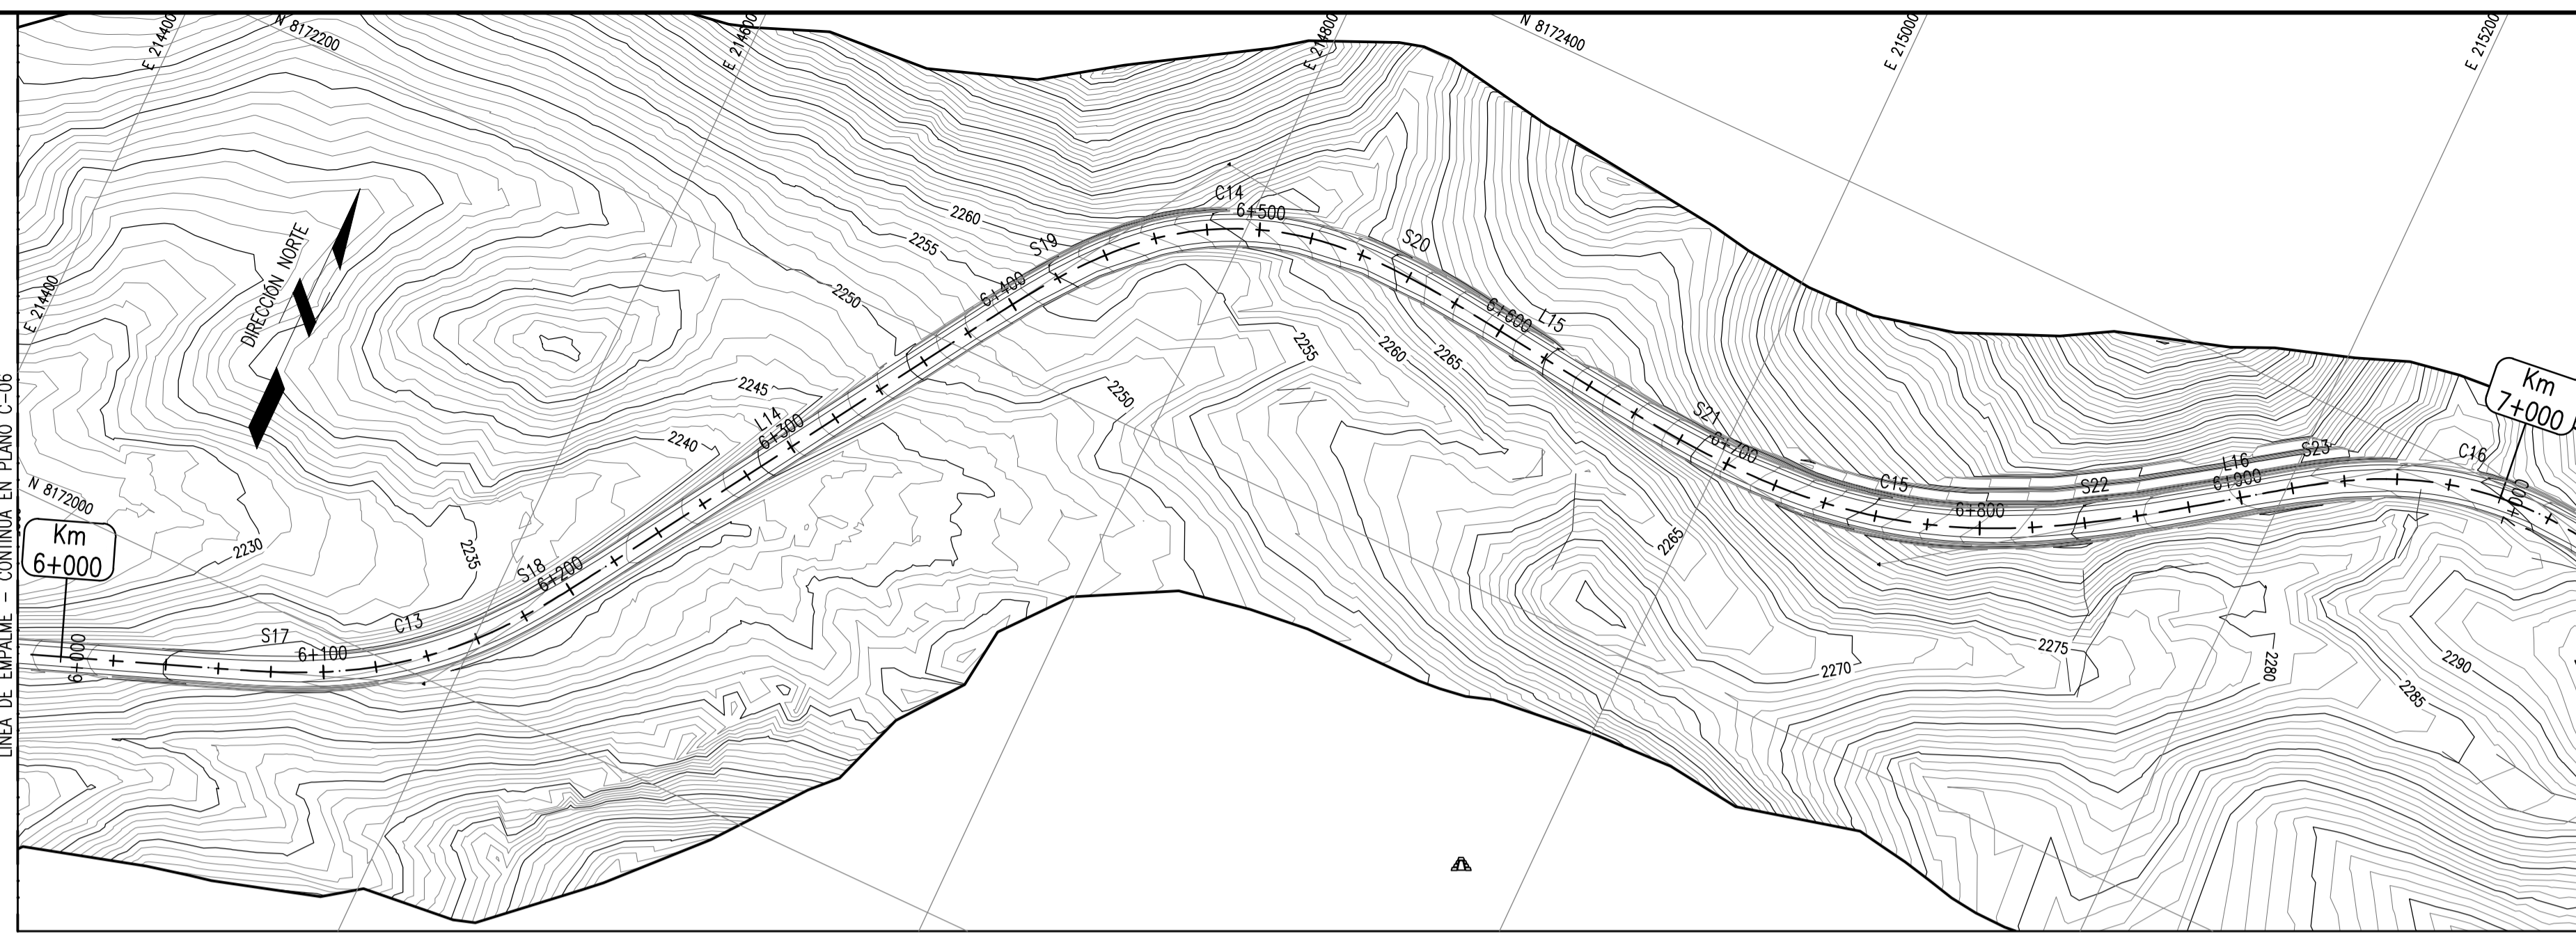 E 214400
N 8172200
E 214600
E 214800
N 8172400
E 215000
E 215200
DIRECCIÓN NORTE
E 214400
N 8172000
LINEA DE EMPALME – CONTINUA EN PLANO C-06
Km
6+000
6+000
S17
6+100
C13
S18
6+200
L14
6+300
6+400
S19
C14
6+500
S20
6+600
L15
S21
6+700
C15
6+800
S22
L16
6+900
S23
C16
Km
7+000
2230
2235
2240
2245
2250
2255
2260
2250
2255
2260
2265
2265
2270
2275
2280
2285
2290